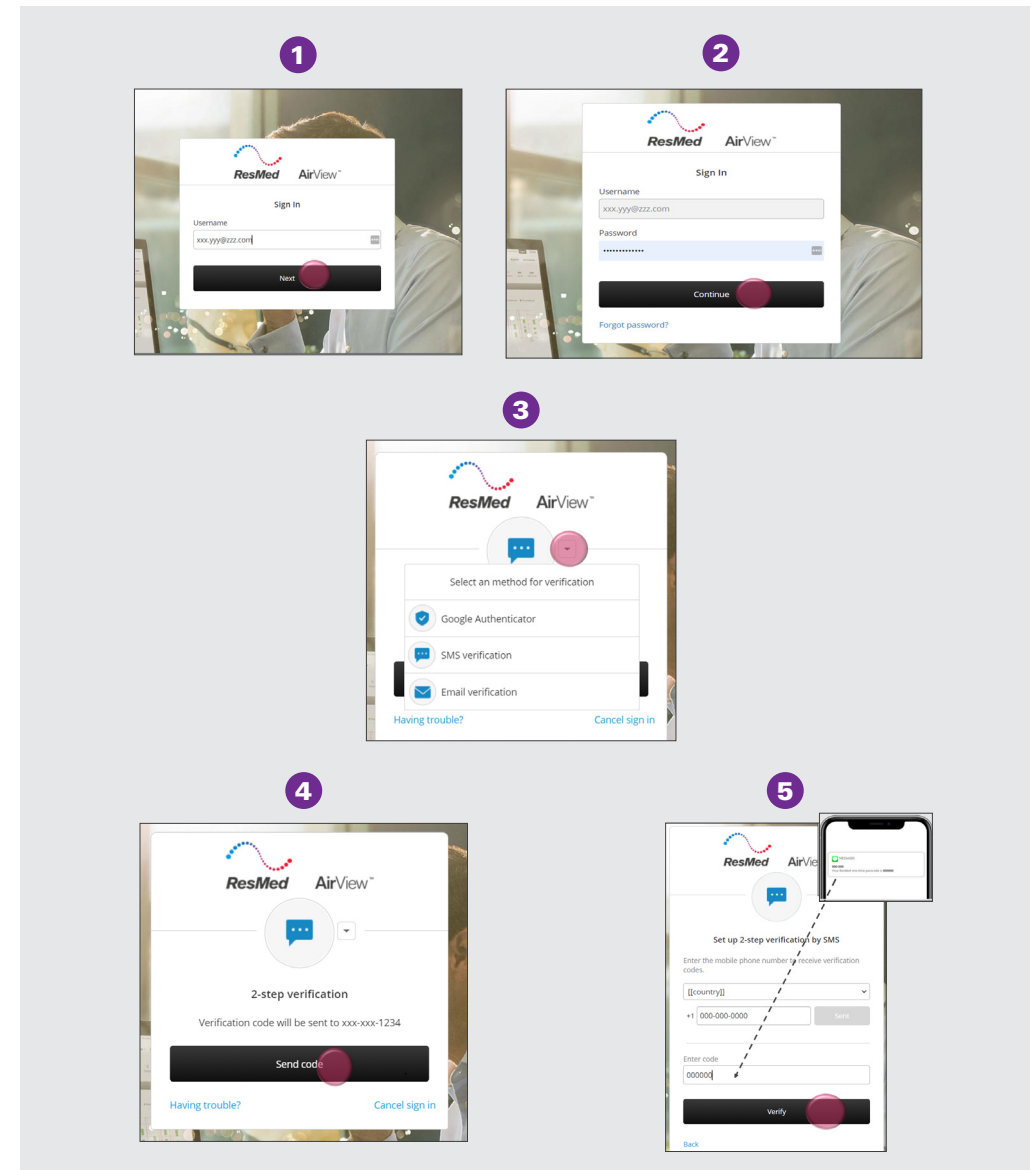 1
ResMed AirView™
Sign In
Username
xxx.yyy@zzz.com
Next
2
ResMed AirView™
Sign In
Username
xxx.yyy@zzz.com
Password
•••••••••••••
Continue
Forgot password?
3
ResMed AirView™
Select an method for verification
Google Authenticator
SMS verification
Email verification
Having trouble?
Cancel sign in
4
ResMed AirView™
2-step verification
Verification code will be sent to xxx-xxx-1234
Send code
Having trouble?
Cancel sign in
5
ResMed AirVie
Set up 2-step verification by SMS
Enter the mobile phone number to receive verification
codes.
[[country]]
+1 000-000-0000
Sent
Enter code
000000
Verify
Back